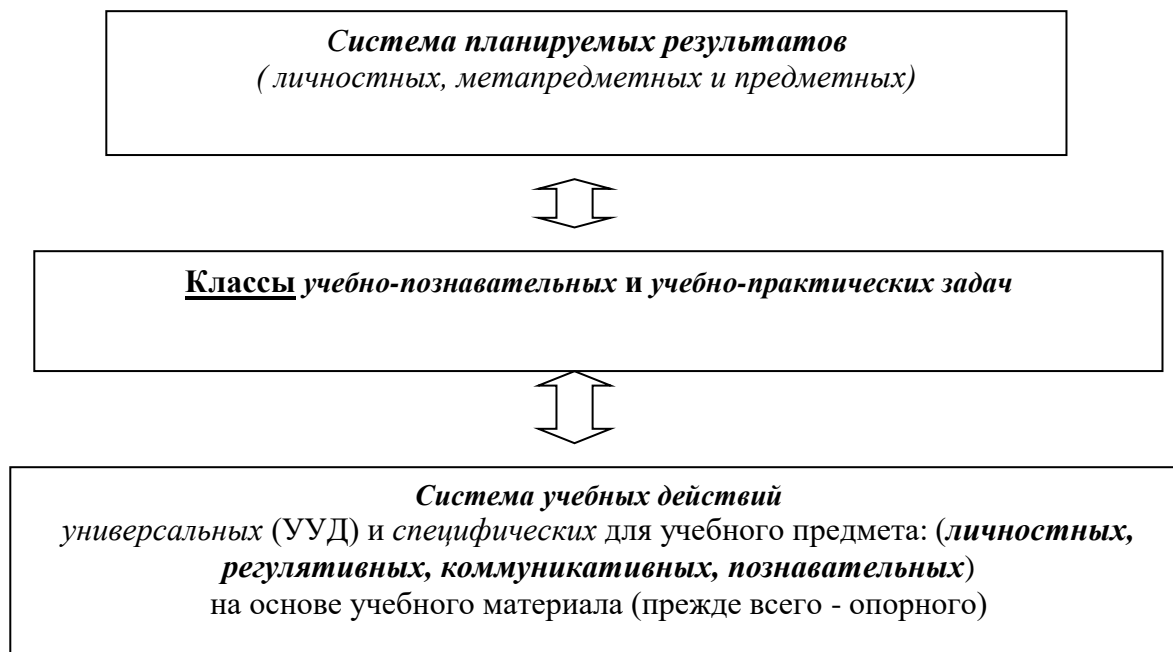 Система планируемых результатов
( личностных, метапредметных и предметных)
Классы учебно-познавательных и учебно-практических задач
Система учебных действий
универсальных (УУД) и специфических для учебного предмета: (личностных,
регулятивных, коммуникативных, познавательных)
на основе учебного материала (прежде всего - опорного)